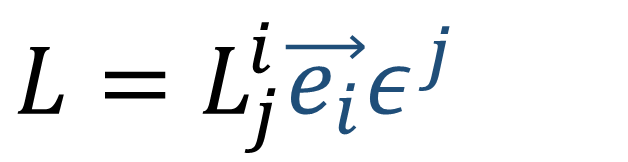 $L = L^i_j \overrightarrow{e_i} \epsilon^j$